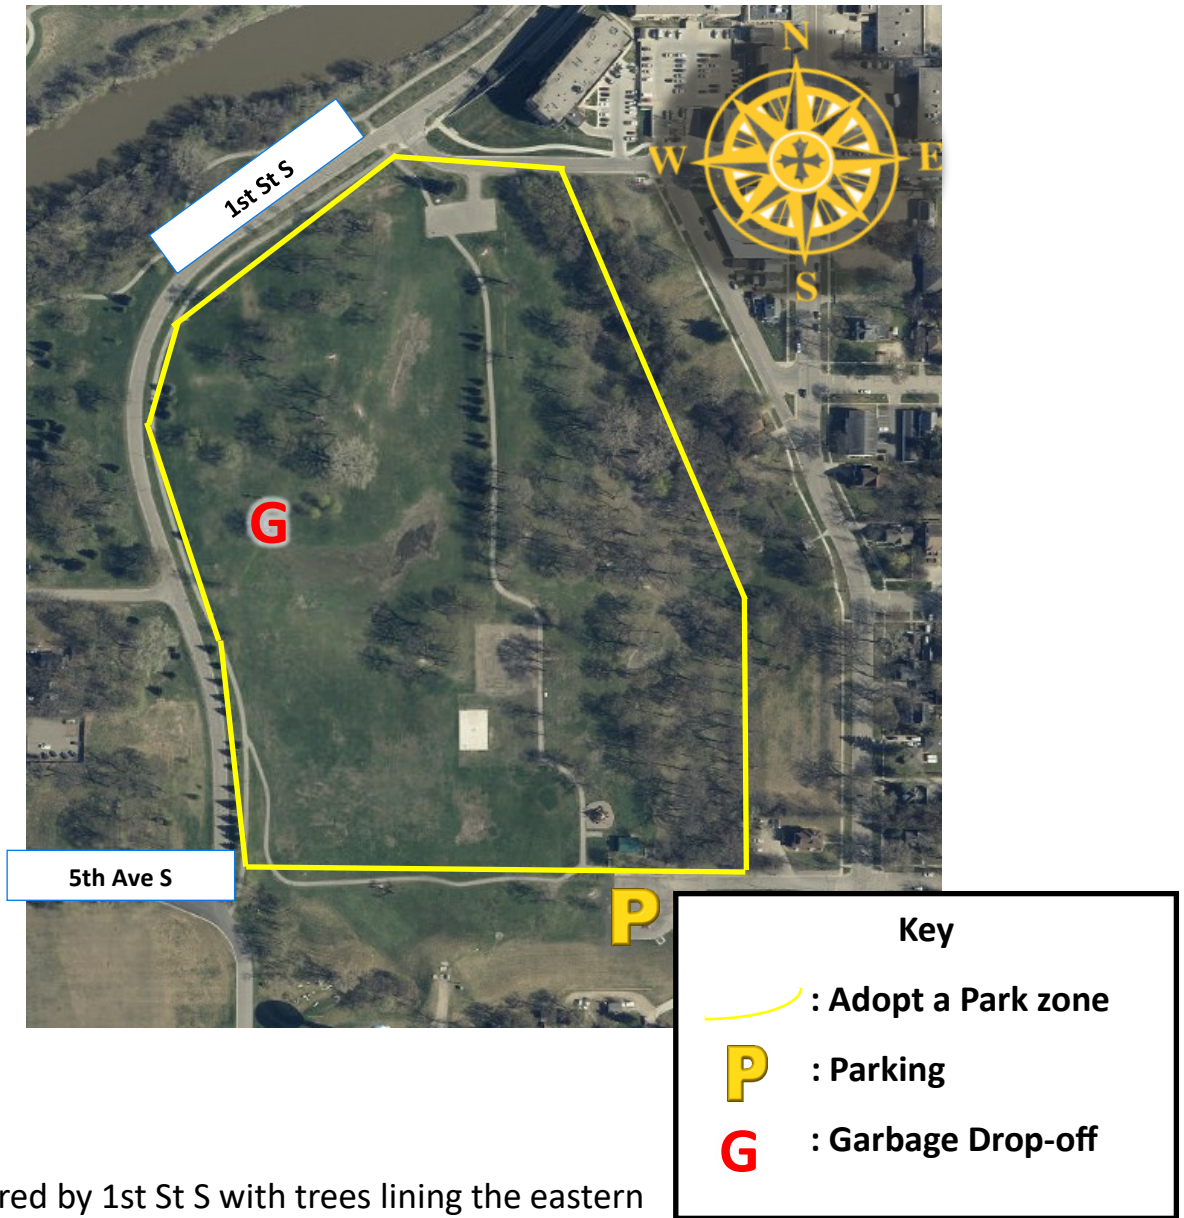 N
W
E
S
1st St S
5th Ave S
P
G
Key
: Adopt a Park zone
P : Parking
G : Garbage Drop-off
red by 1st St S with trees lining the eastern